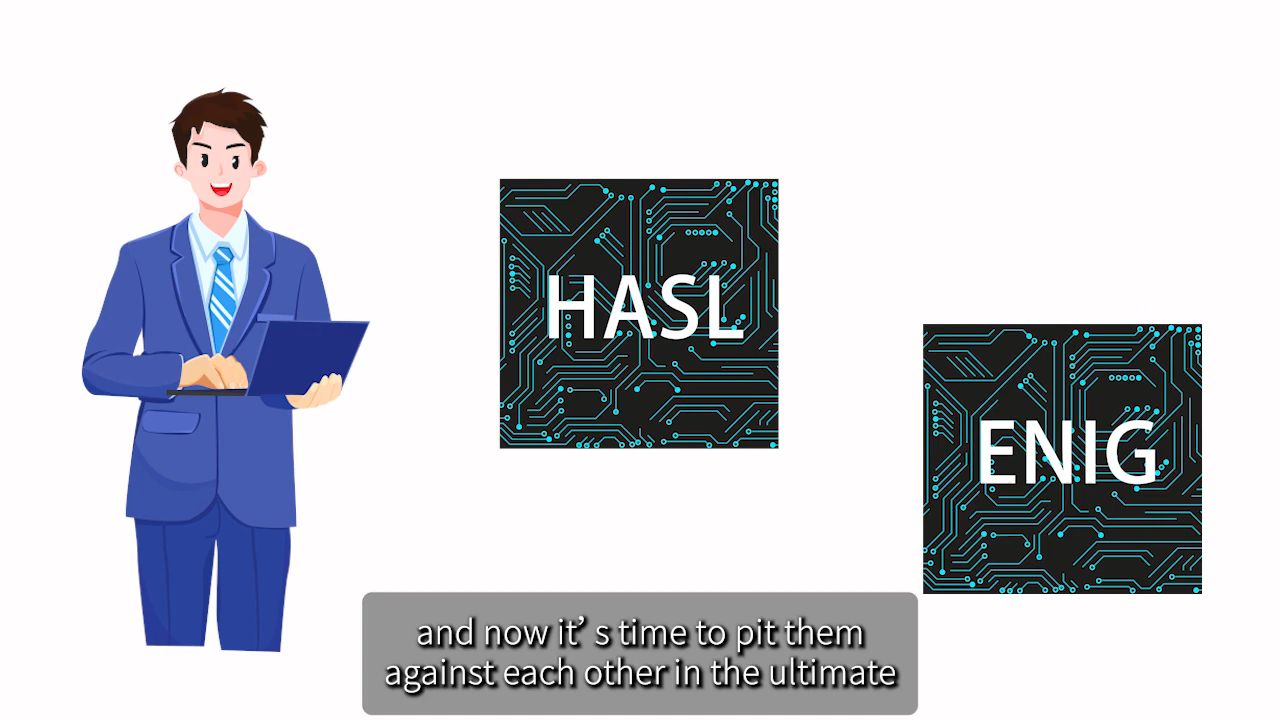 HASL
ENIG
and now it’s time to pit them
against each other in the ultimate